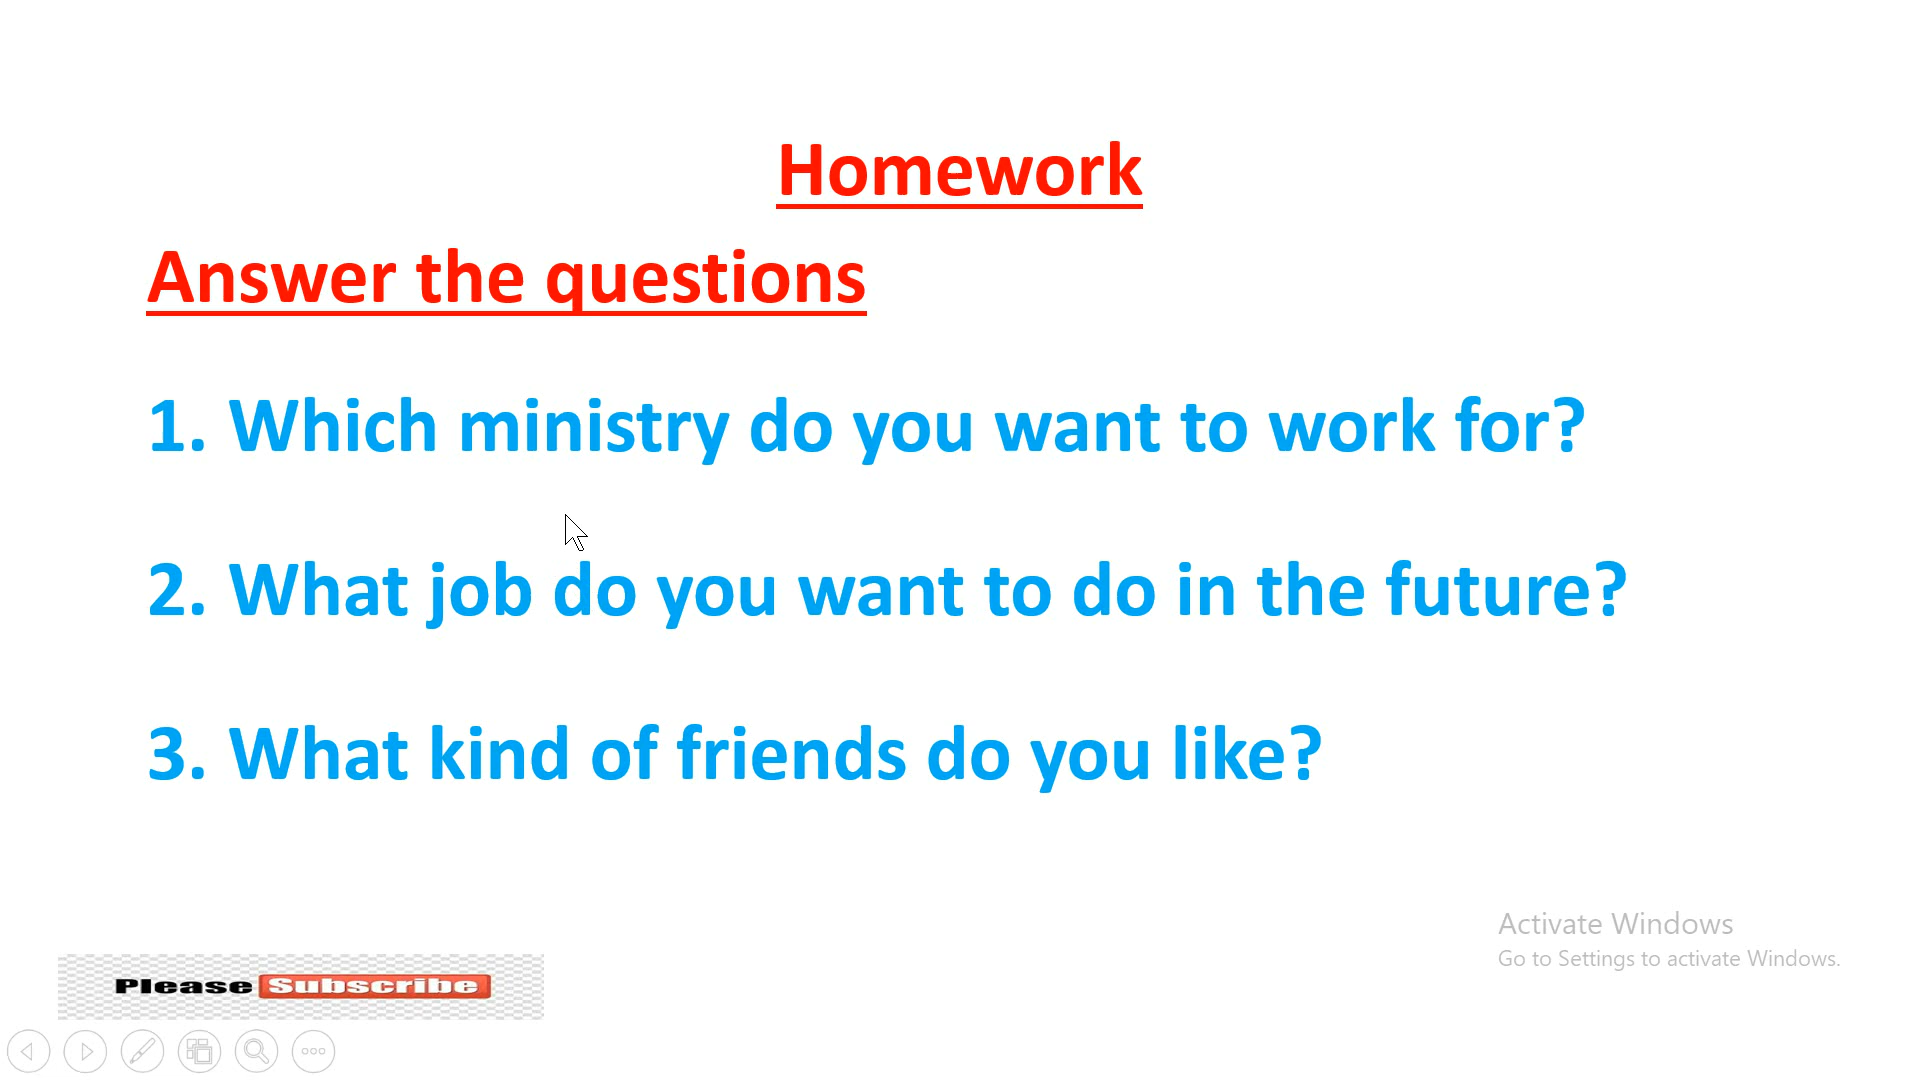 Homework
Answer the questions
1. Which ministry do you want to work for?
2. What job do you want to do in the future?
3. What kind of friends do you like?
Activate Windows
Go to Settings to activate Windows.
Please Subscribe